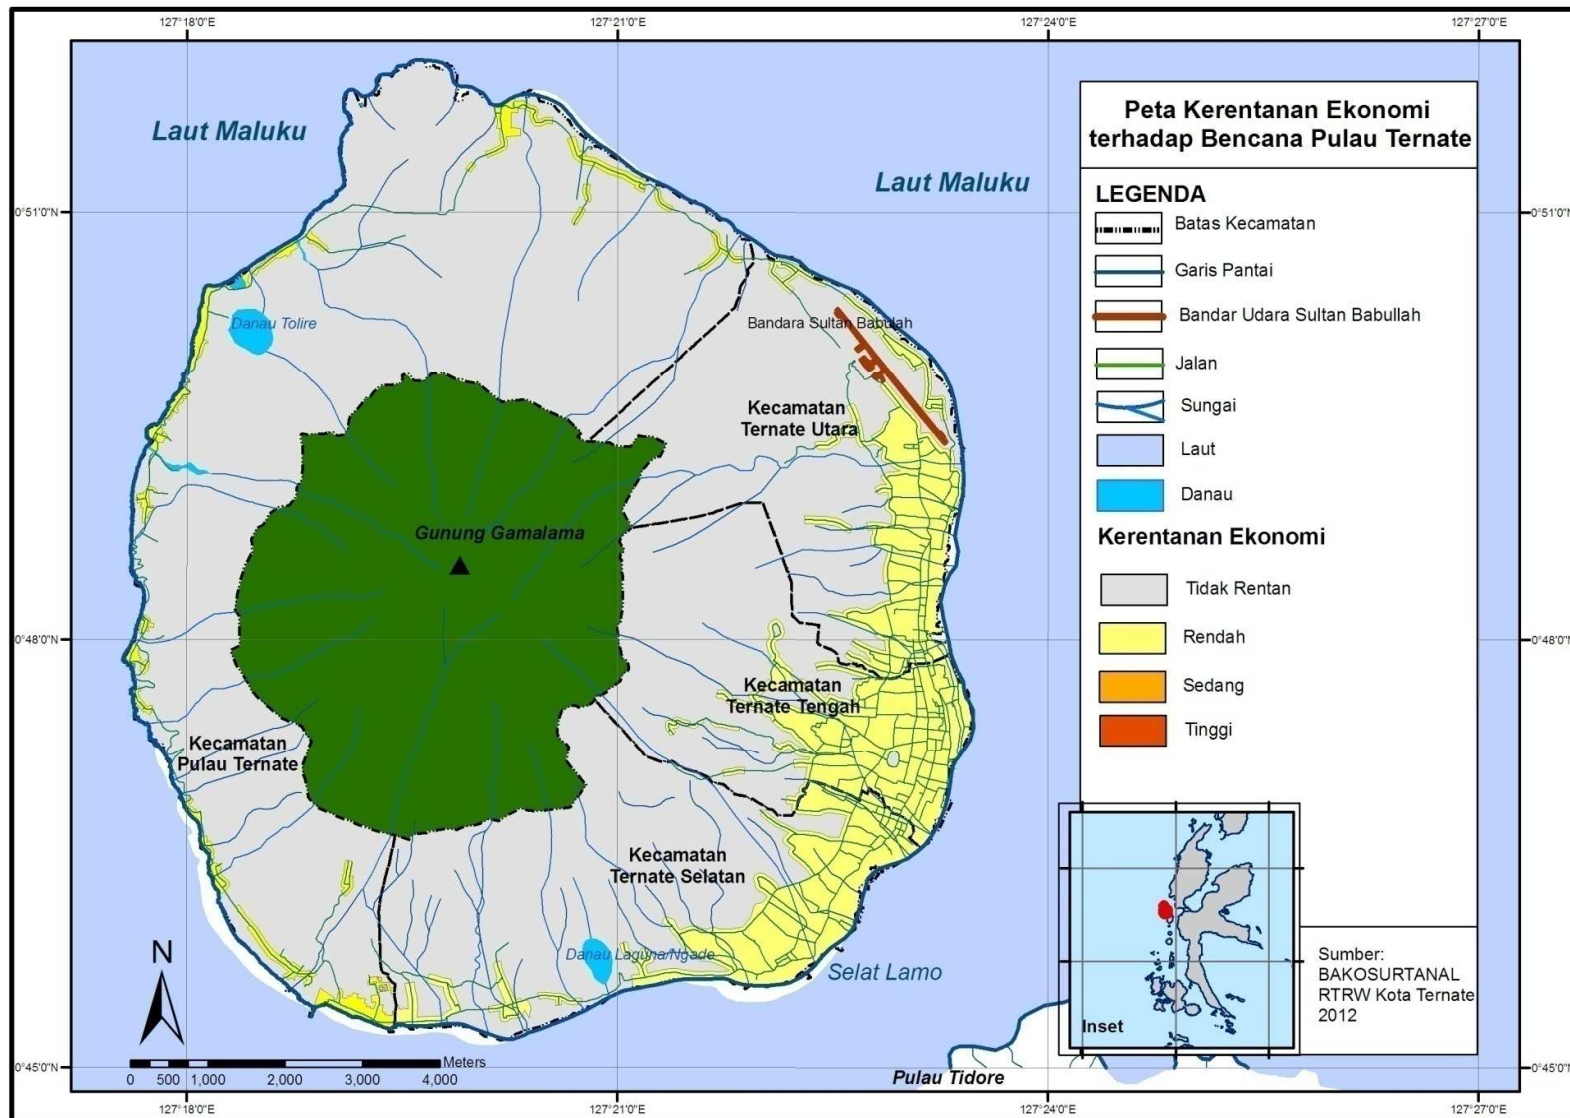 127°18'0"E
127°21'0"E
127°24'0"E
127°27'0"E
Laut Maluku
Laut Maluku
0°51'0"N
0°51'0"N
Peta Kerentanan Ekonomi
terhadap Bencana Pulau Ternate
LEGENDA
Batas Kecamatan
Garis Pantai
Bandar Udara Sultan Babullah
Jalan
Sungai
Laut
Danau
Kerentanan Ekonomi
Tidak Rentan
Rendah
Sedang
Tinggi
Danau Tolire
Bandara Sultan Babulah
Kecamatan
Ternate Utara
Gunung Gamalama
0°48'0"N
0°48'0"N
Kecamatan
Ternate Tengah
Kecamatan
Pulau Ternate
Kecamatan
Ternate Selatan
Danau Laguna/Ngade
Selat Lamo
N
Meters
0 500 1,000 2,000 3,000 4,000
Inset
Sumber:
BAKOSURTANAL
RTRW Kota Ternate
2012
Pulau Tidore
0°45'0"N
0°45'0"N
127°18'0"E
127°21'0"E
127°24'0"E
127°27'0"E